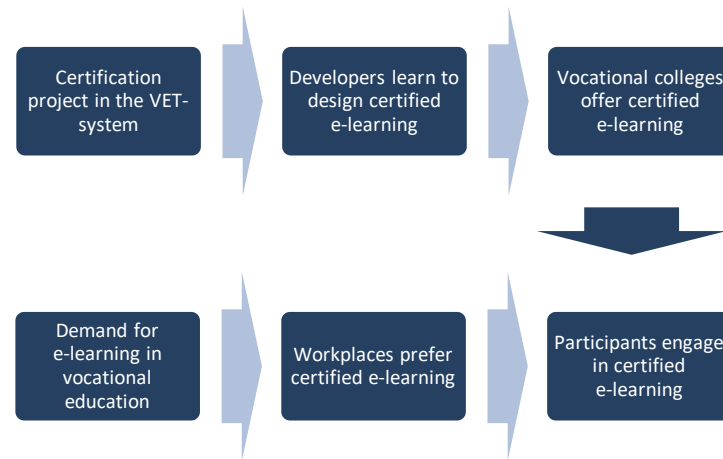 Certification
project in the VET-
system
Developers learn to
design certified
e-learning
Vocational colleges
offer certified
e-learning
Demand for
e-learning in
vocational
education
Workplaces prefer
certified e-learning
Participants engage
in certified
e-learning